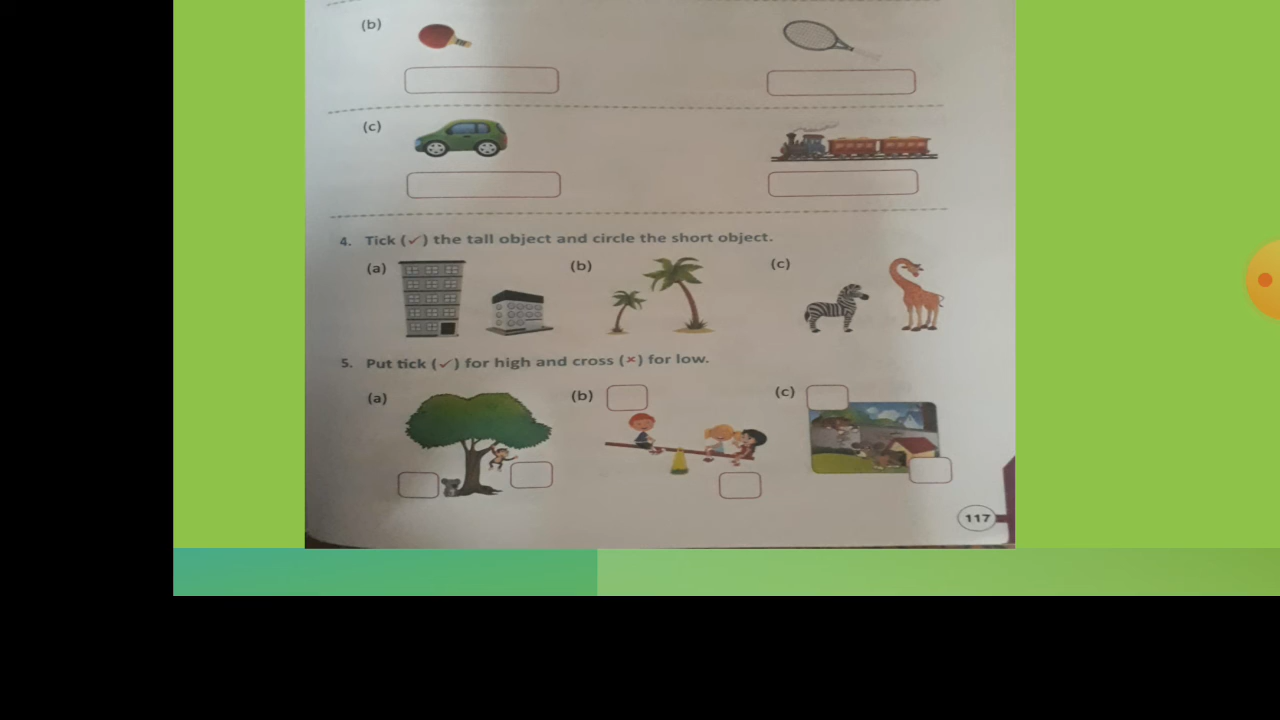 (b)
(c)
4. Tick (✓) the tall object and circle the short object.
(a) (b) (c)
5. Put tick (✓) for high and cross (×) for low.
(a) (b) (c)
117